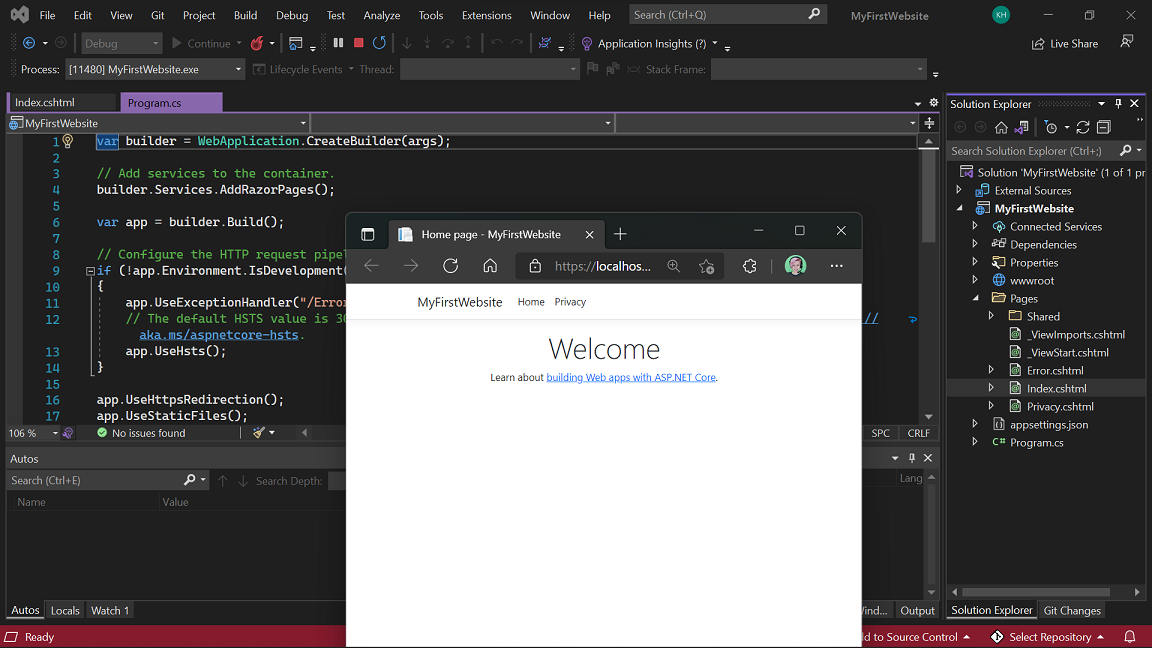 File Edit View Git Project Build Debug Test Analyze Tools Extensions Window Help Search (Ctrl+Q) MyFirstWebsite KH
Debug Continue Application Insights (?) Live Share
Process: [11480] MyFirstWebsite.exe Lifecycle Events Thread: Stack Frame:
Index.cshtml Program.cs
MyFirstWebsite
1 var builder = WebApplication.CreateBuilder(args);
2
3 // Add services to the container.
4 builder.Services.AddRazorPages();
5
6 var app = builder.Build();
7
8 // Configure the HTTP request pipel
9 if (!app.Environment.IsDevelopment(
10 {
11 app.UseExceptionHandler("/Error
12 // The default HSTS value is 30 //
aka.ms/aspnetcore-hsts.
13 app.UseHsts();
14 }
15
16 app.UseHttpsRedirection();
17 app.UseStaticFiles();
106 % No issues found SPC CRLF
Autos
Search (Ctrl+E) Search Depth: Lang
Name Value
Autos Locals Watch 1 Output
Home page - MyFirstWebsite
https://localhos...
MyFirstWebsite Home Privacy
Welcome
Learn about building Web apps with ASP.NET Core.
Solution Explorer
Search Solution Explorer (Ctrl+;)
Solution 'MyFirstWebsite' (1 of 1 pr
External Sources
MyFirstWebsite
Connected Services
Dependencies
Properties
wwwroot
Pages
Shared
_ViewImports.cshtml
_ViewStart.cshtml
Error.cshtml
Index.cshtml
Privacy.cshtml
appsettings.json
C# Program.cs
Solution Explorer Git Changes
Ready to Source Control Select Repository